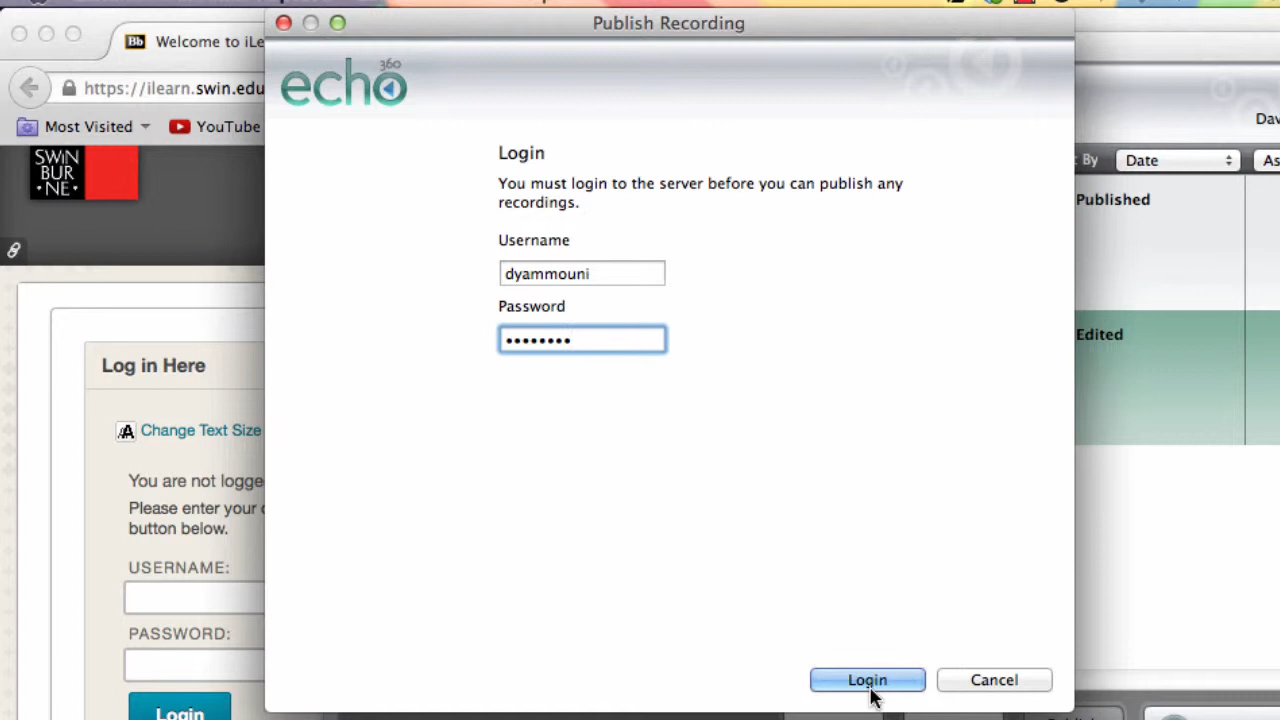 Publish Recording
Welcome to iLe
https://ilearn.swin.edu
Most Visited
YouTube
SWIN
BUR
•NE•
echo
360
Login
You must login to the server before you can publish any
recordings.
Username
dyammouni
Password
••••••••
Login
Cancel
Log in Here
Change Text Size
You are not logge
Please enter your
button below.
USERNAME:
PASSWORD:
Login
Dav
By
Date
As
Published
Edited